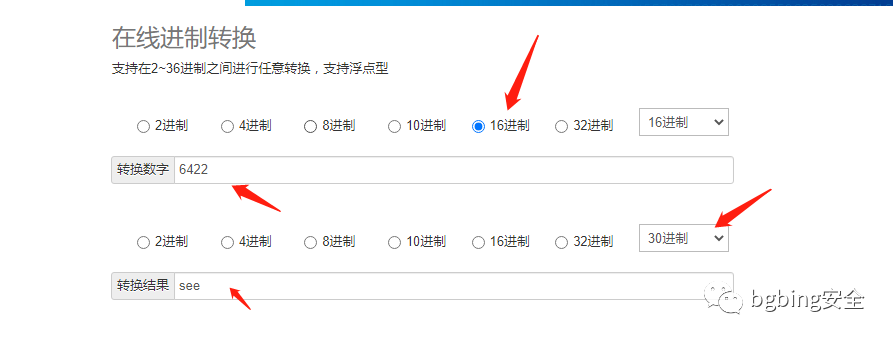 在线进制转换
支持在2~36进制之间进行任意转换，支持浮点型
2进制 4进制 8进制 10进制 16进制 32进制 16进制
转换数字 6422
2进制 4进制 8进制 10进制 16进制 32进制 30进制
转换结果 see
bgbing安全